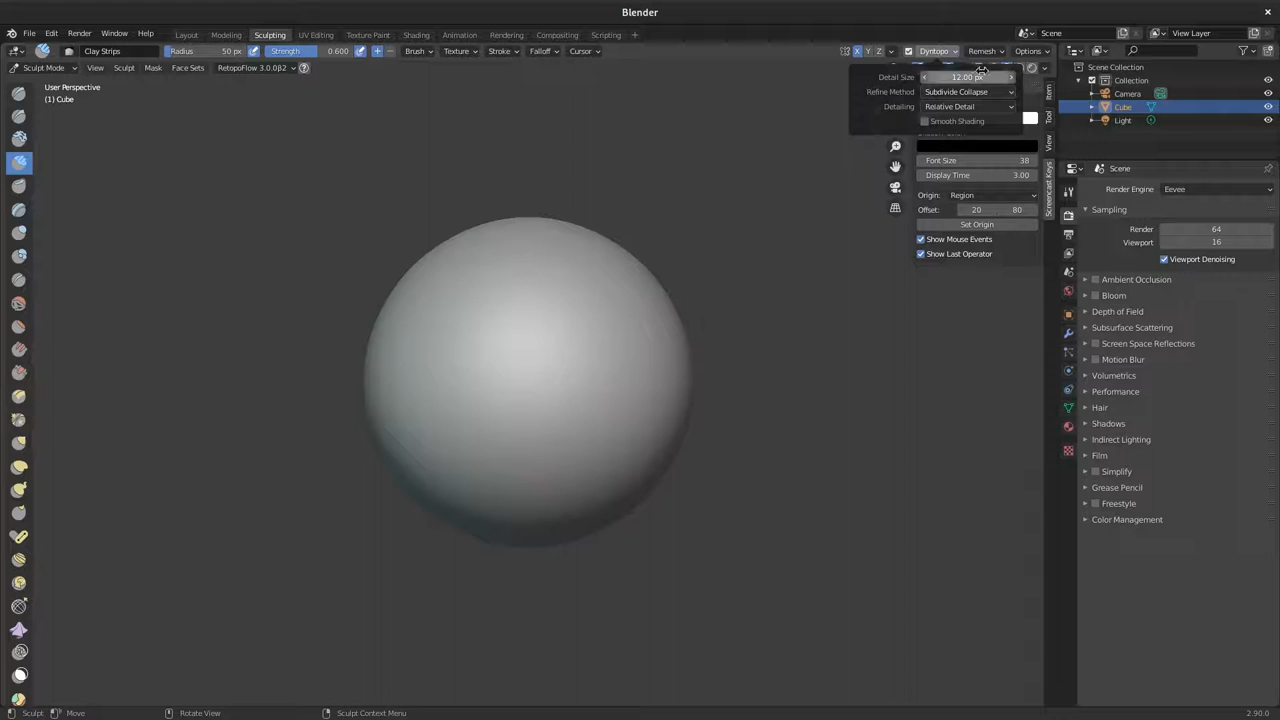 Blender
File Edit Render Window Help Layout Modeling Sculpting UV Editing Texture Paint Shading Animation Rendering Compositing Scripting Scene View Layer
Clay Strips Radius 50 px Strength 0.600 Brush Texture Stroke Falloff Cursor X Y Z Dyntopo Remesh Options
Sculpt Mode View Sculpt Mask Face Sets RetopoFlow 3.0.0β2
User Perspective
(1) Cube
Detail Size 12.00 px
Refine Method Subdivide Collapse
Detailing Relative Detail
Smooth Shading
Font Size 38
Display Time 3.00
Origin: Region
Offset: 20 80
Set Origin
Show Mouse Events
Show Last Operator
Item
Tool
View
Screencast Keys
Scene Collection
Collection
Camera
Cube
Light
Scene
Render Engine Eevee
Sampling
Render 64
Viewport 16
Viewport Denoising
Ambient Occlusion
Bloom
Depth of Field
Subsurface Scattering
Screen Space Reflections
Motion Blur
Volumetrics
Performance
Hair
Shadows
Indirect Lighting
Film
Simplify
Grease Pencil
Freestyle
Color Management
Sculpt Move Rotate View Sculpt Context Menu 2.90.0